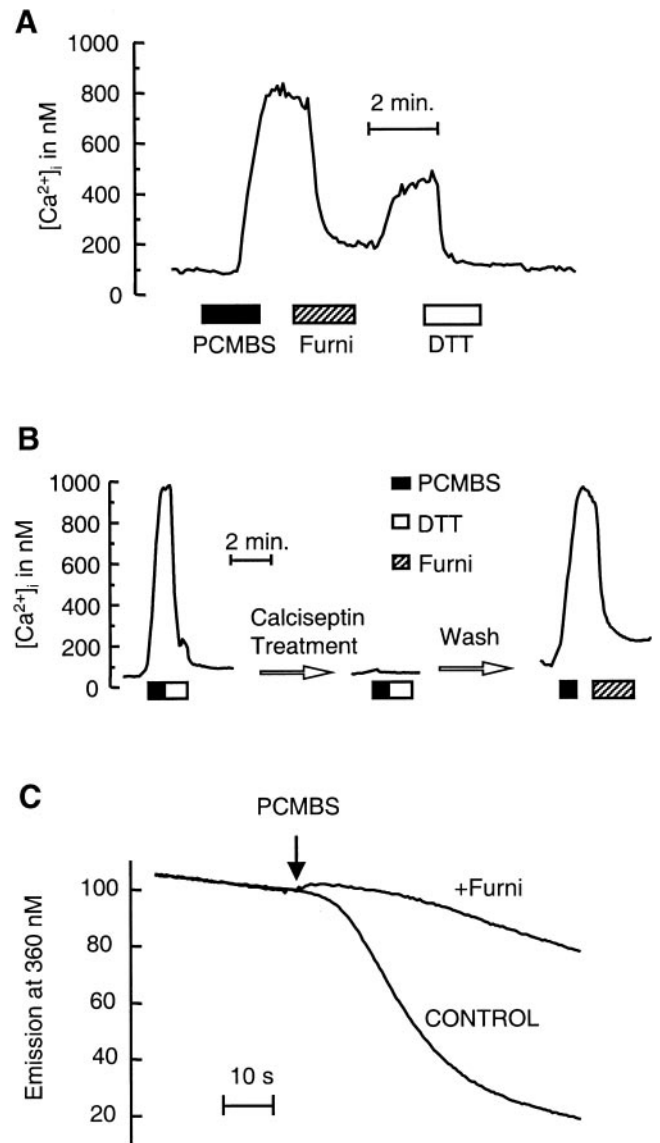 A
1000
800
600
400
200
0
[Ca²⁺]ᵢ in nM
2 min.
PCMBS Furni DTT
B
1000
800
600
400
200
0
[Ca²⁺]ᵢ in nM
2 min.
PCMBS
DTT
Furni
Calciseptin
Treatment
Wash
C
PCMBS
100
80
60
40
20
Emission at 360 nM
+Furni
CONTROL
10 s